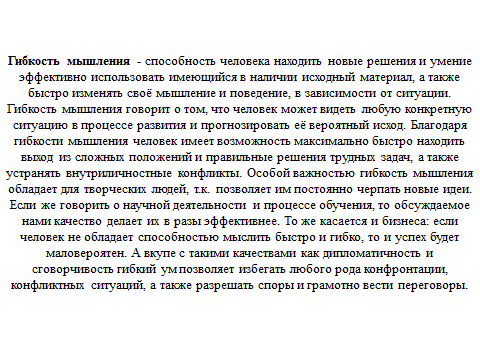 Гибкость мышления - способность человека находить новые решения и умение
эффективно использовать имеющийся в наличии исходный материал, а также
быстро изменять своё мышление и поведение, в зависимости от ситуации.
Гибкость мышления говорит о том, что человек может видеть любую конкретную
ситуацию в процессе развития и прогнозировать её вероятный исход. Благодаря
гибкости мышления человек имеет возможность максимально быстро находить
выход из сложных положений и правильные решения трудных задач, а также
устранять внутриличностные конфликты. Особой важностью гибкость мышления
обладает для творческих людей, т.к. позволяет им постоянно черпать новые идеи.
Если же говорить о научной деятельности и процессе обучения, то обсуждаемое
нами качество делает их в разы эффективнее. То же касается и бизнеса: если
человек не обладает способностью мыслить быстро и гибко, то и успех будет
маловероятен. А вкупе с такими качествами как дипломатичность и
сговорчивость гибкий ум позволяет избегать любого рода конфронтации,
конфликтных ситуаций, а также разрешать споры и грамотно вести переговоры.